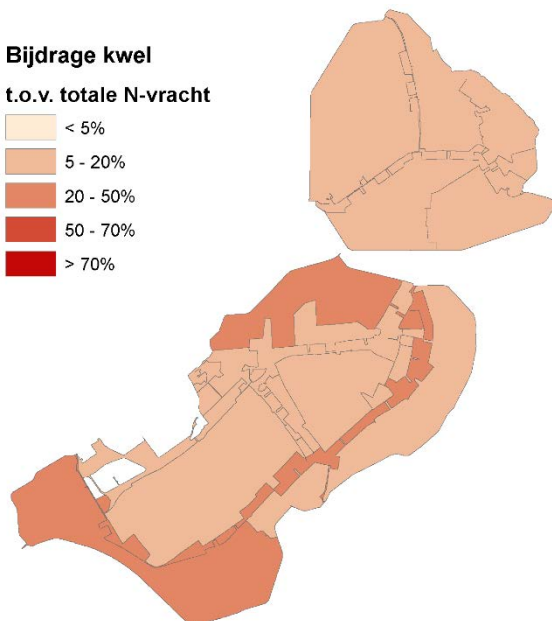 Bijdrage kwel
t.o.v. totale N-vracht
< 5%
5 - 20%
20 - 50%
50 - 70%
> 70%